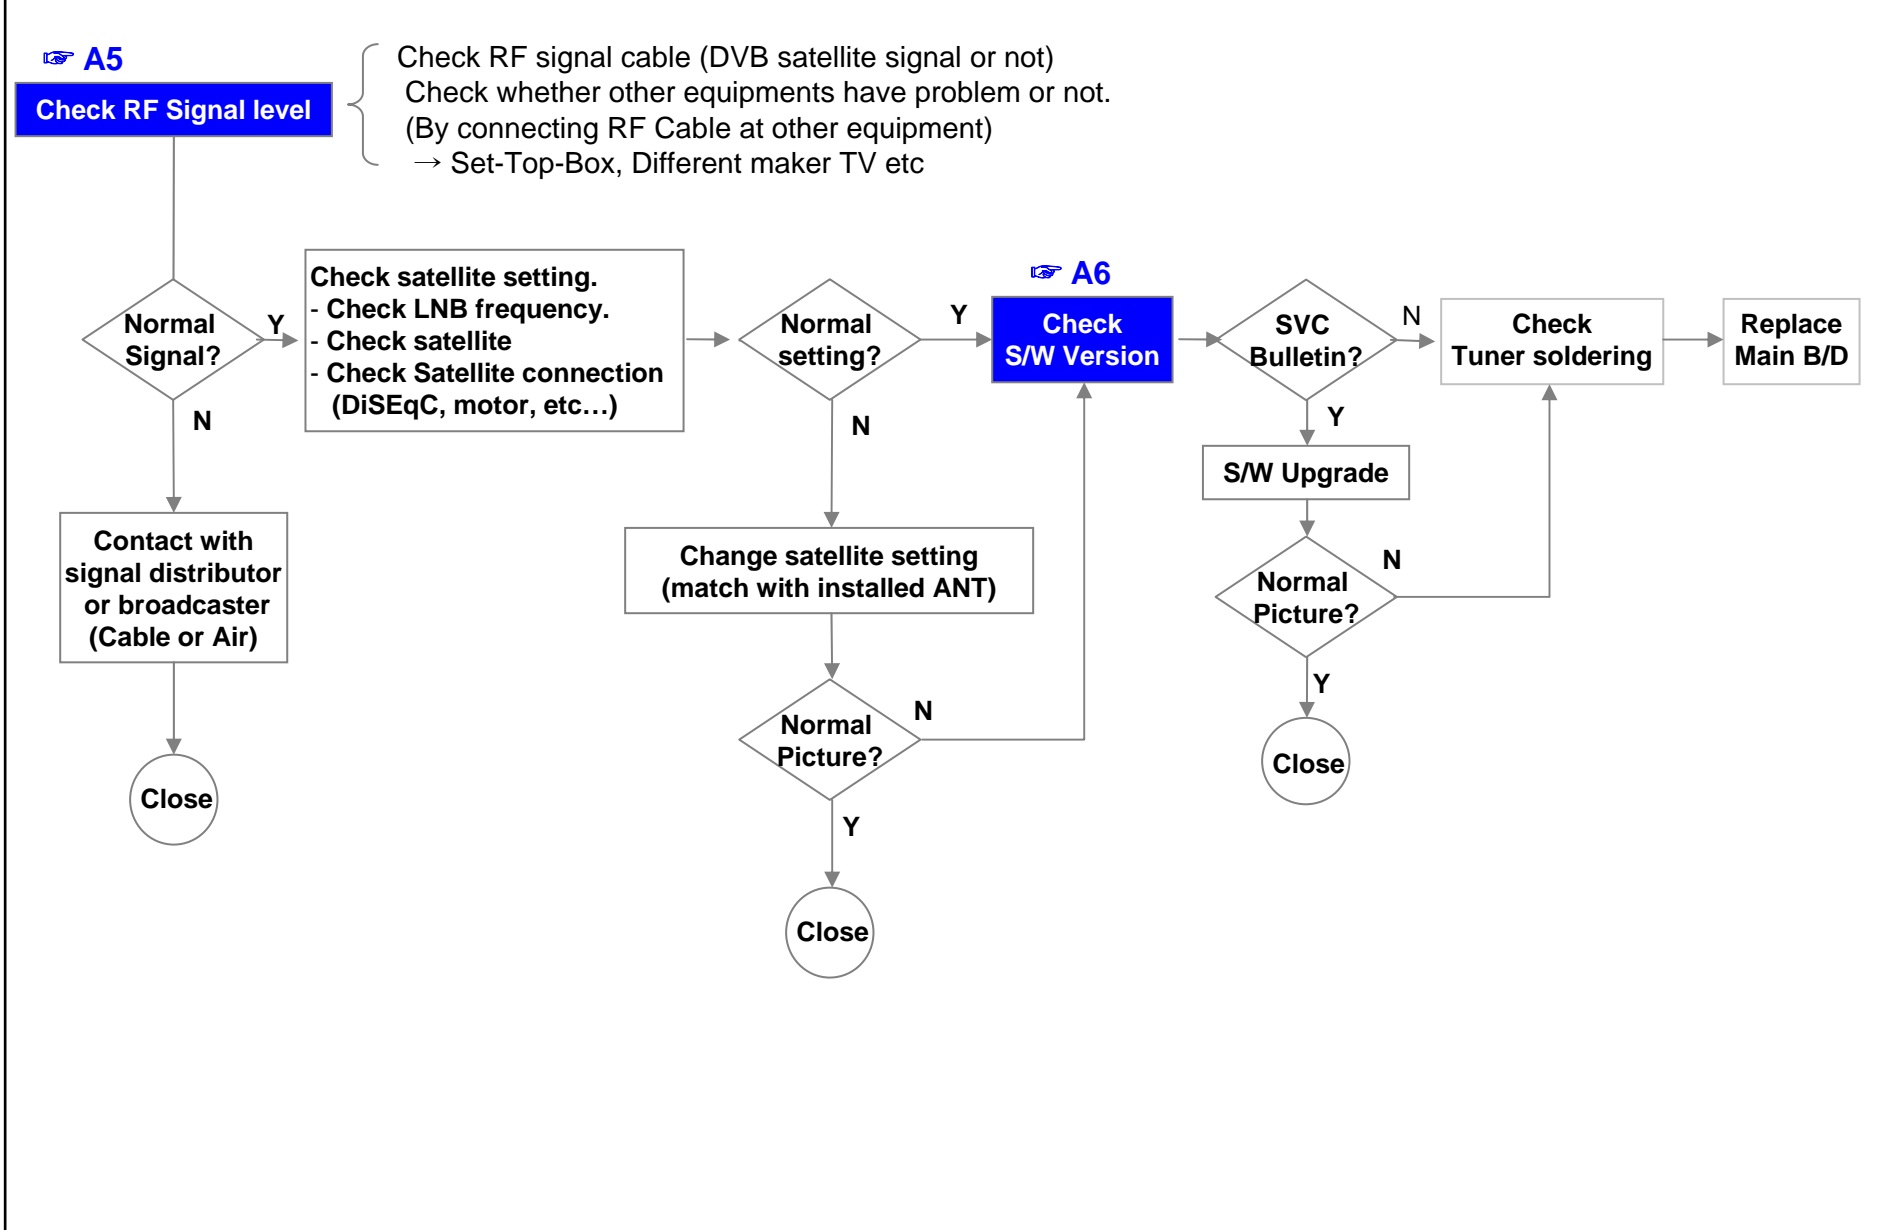 ☞ A5
Check RF Signal level
Check RF signal cable (DVB satellite signal or not)
Check whether other equipments have problem or not.
(By connecting RF Cable at other equipment)
→ Set-Top-Box, Different maker TV etc
Normal
Signal?
Y
N
Check satellite setting.
- Check LNB frequency.
- Check satellite
- Check Satellite connection
(DiSEqC, motor, etc…)
Normal
setting?
Y
N
☞ A6
Check
S/W Version
SVC
Bulletin?
N
Y
Check
Tuner soldering
Replace
Main B/D
S/W Upgrade
Contact with
signal distributor
or broadcaster
(Cable or Air)
Change satellite setting
(match with installed ANT)
Normal
Picture?
N
Y
Normal
Picture?
N
Y
Close
Close
Close